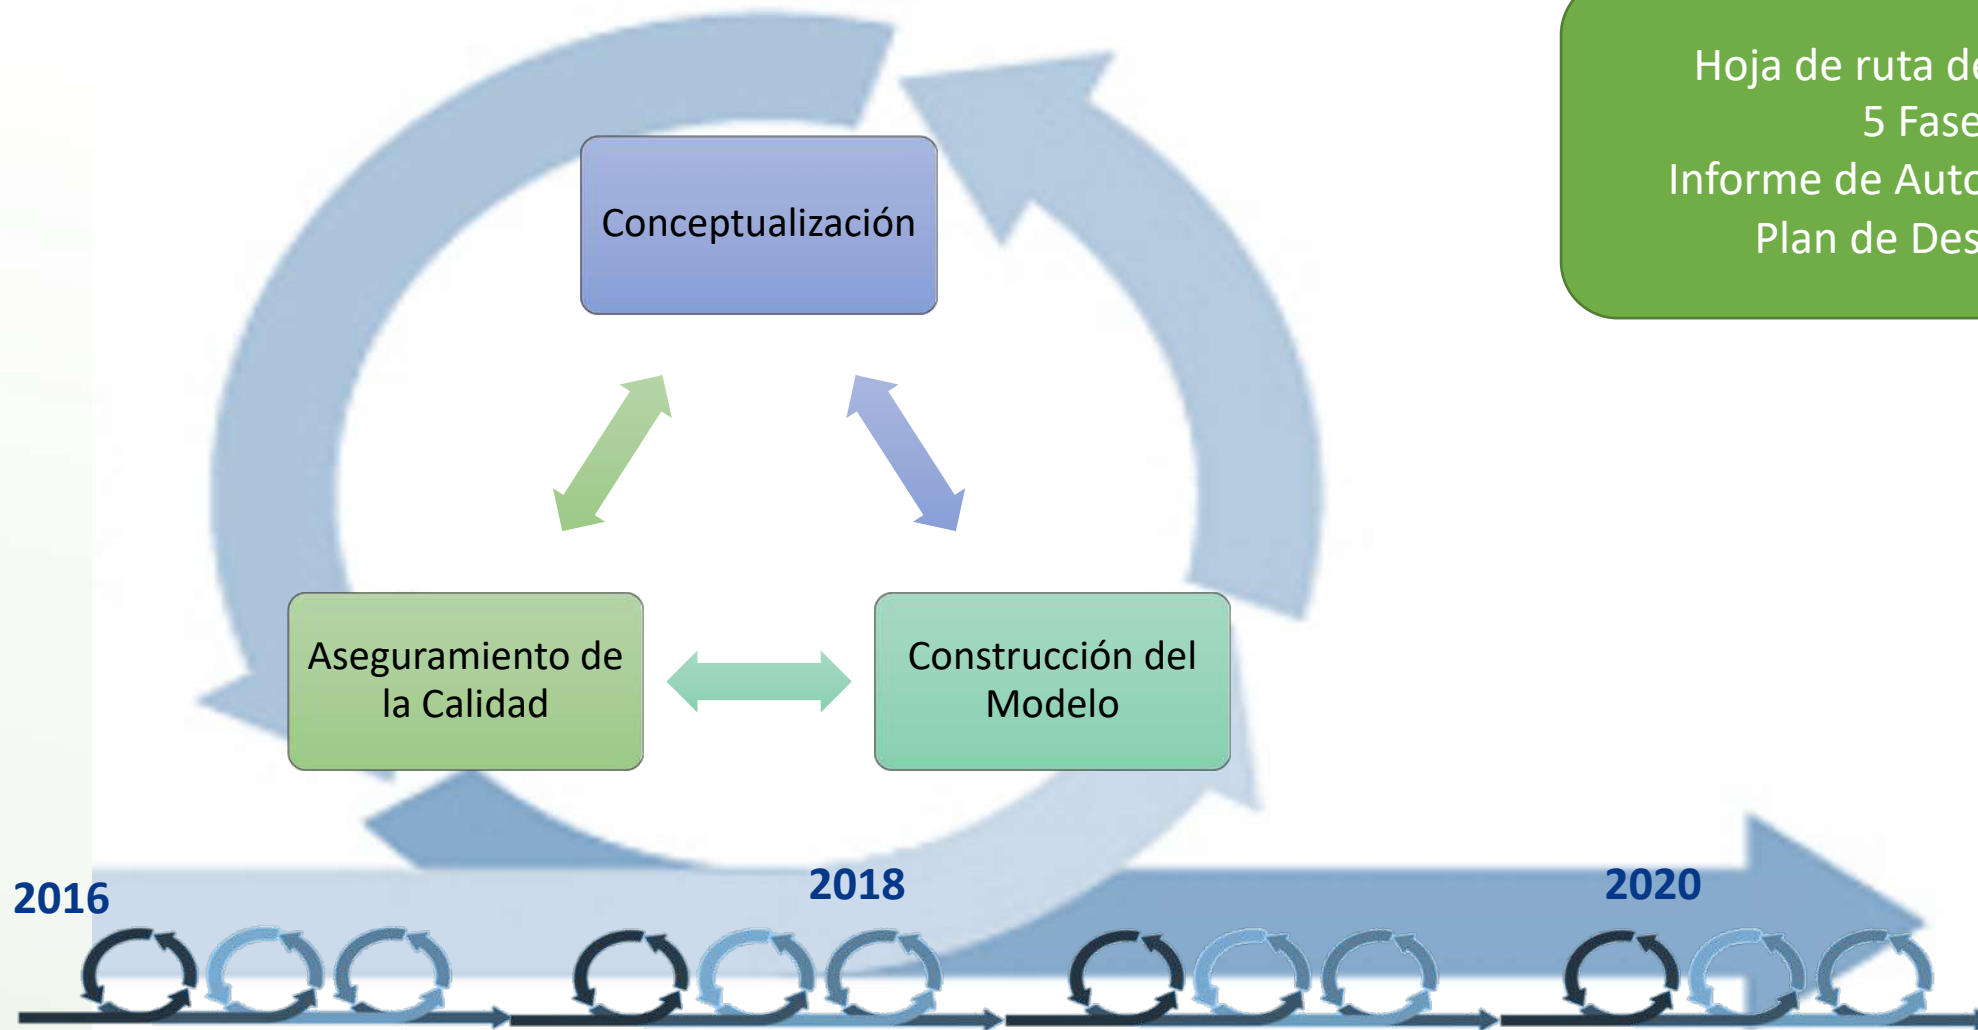 Hoja de ruta de
5 Fase
Informe de Auto
Plan de Des
Conceptualización
Aseguramiento de
la Calidad
Construcción del
Modelo
2016
2018
2020